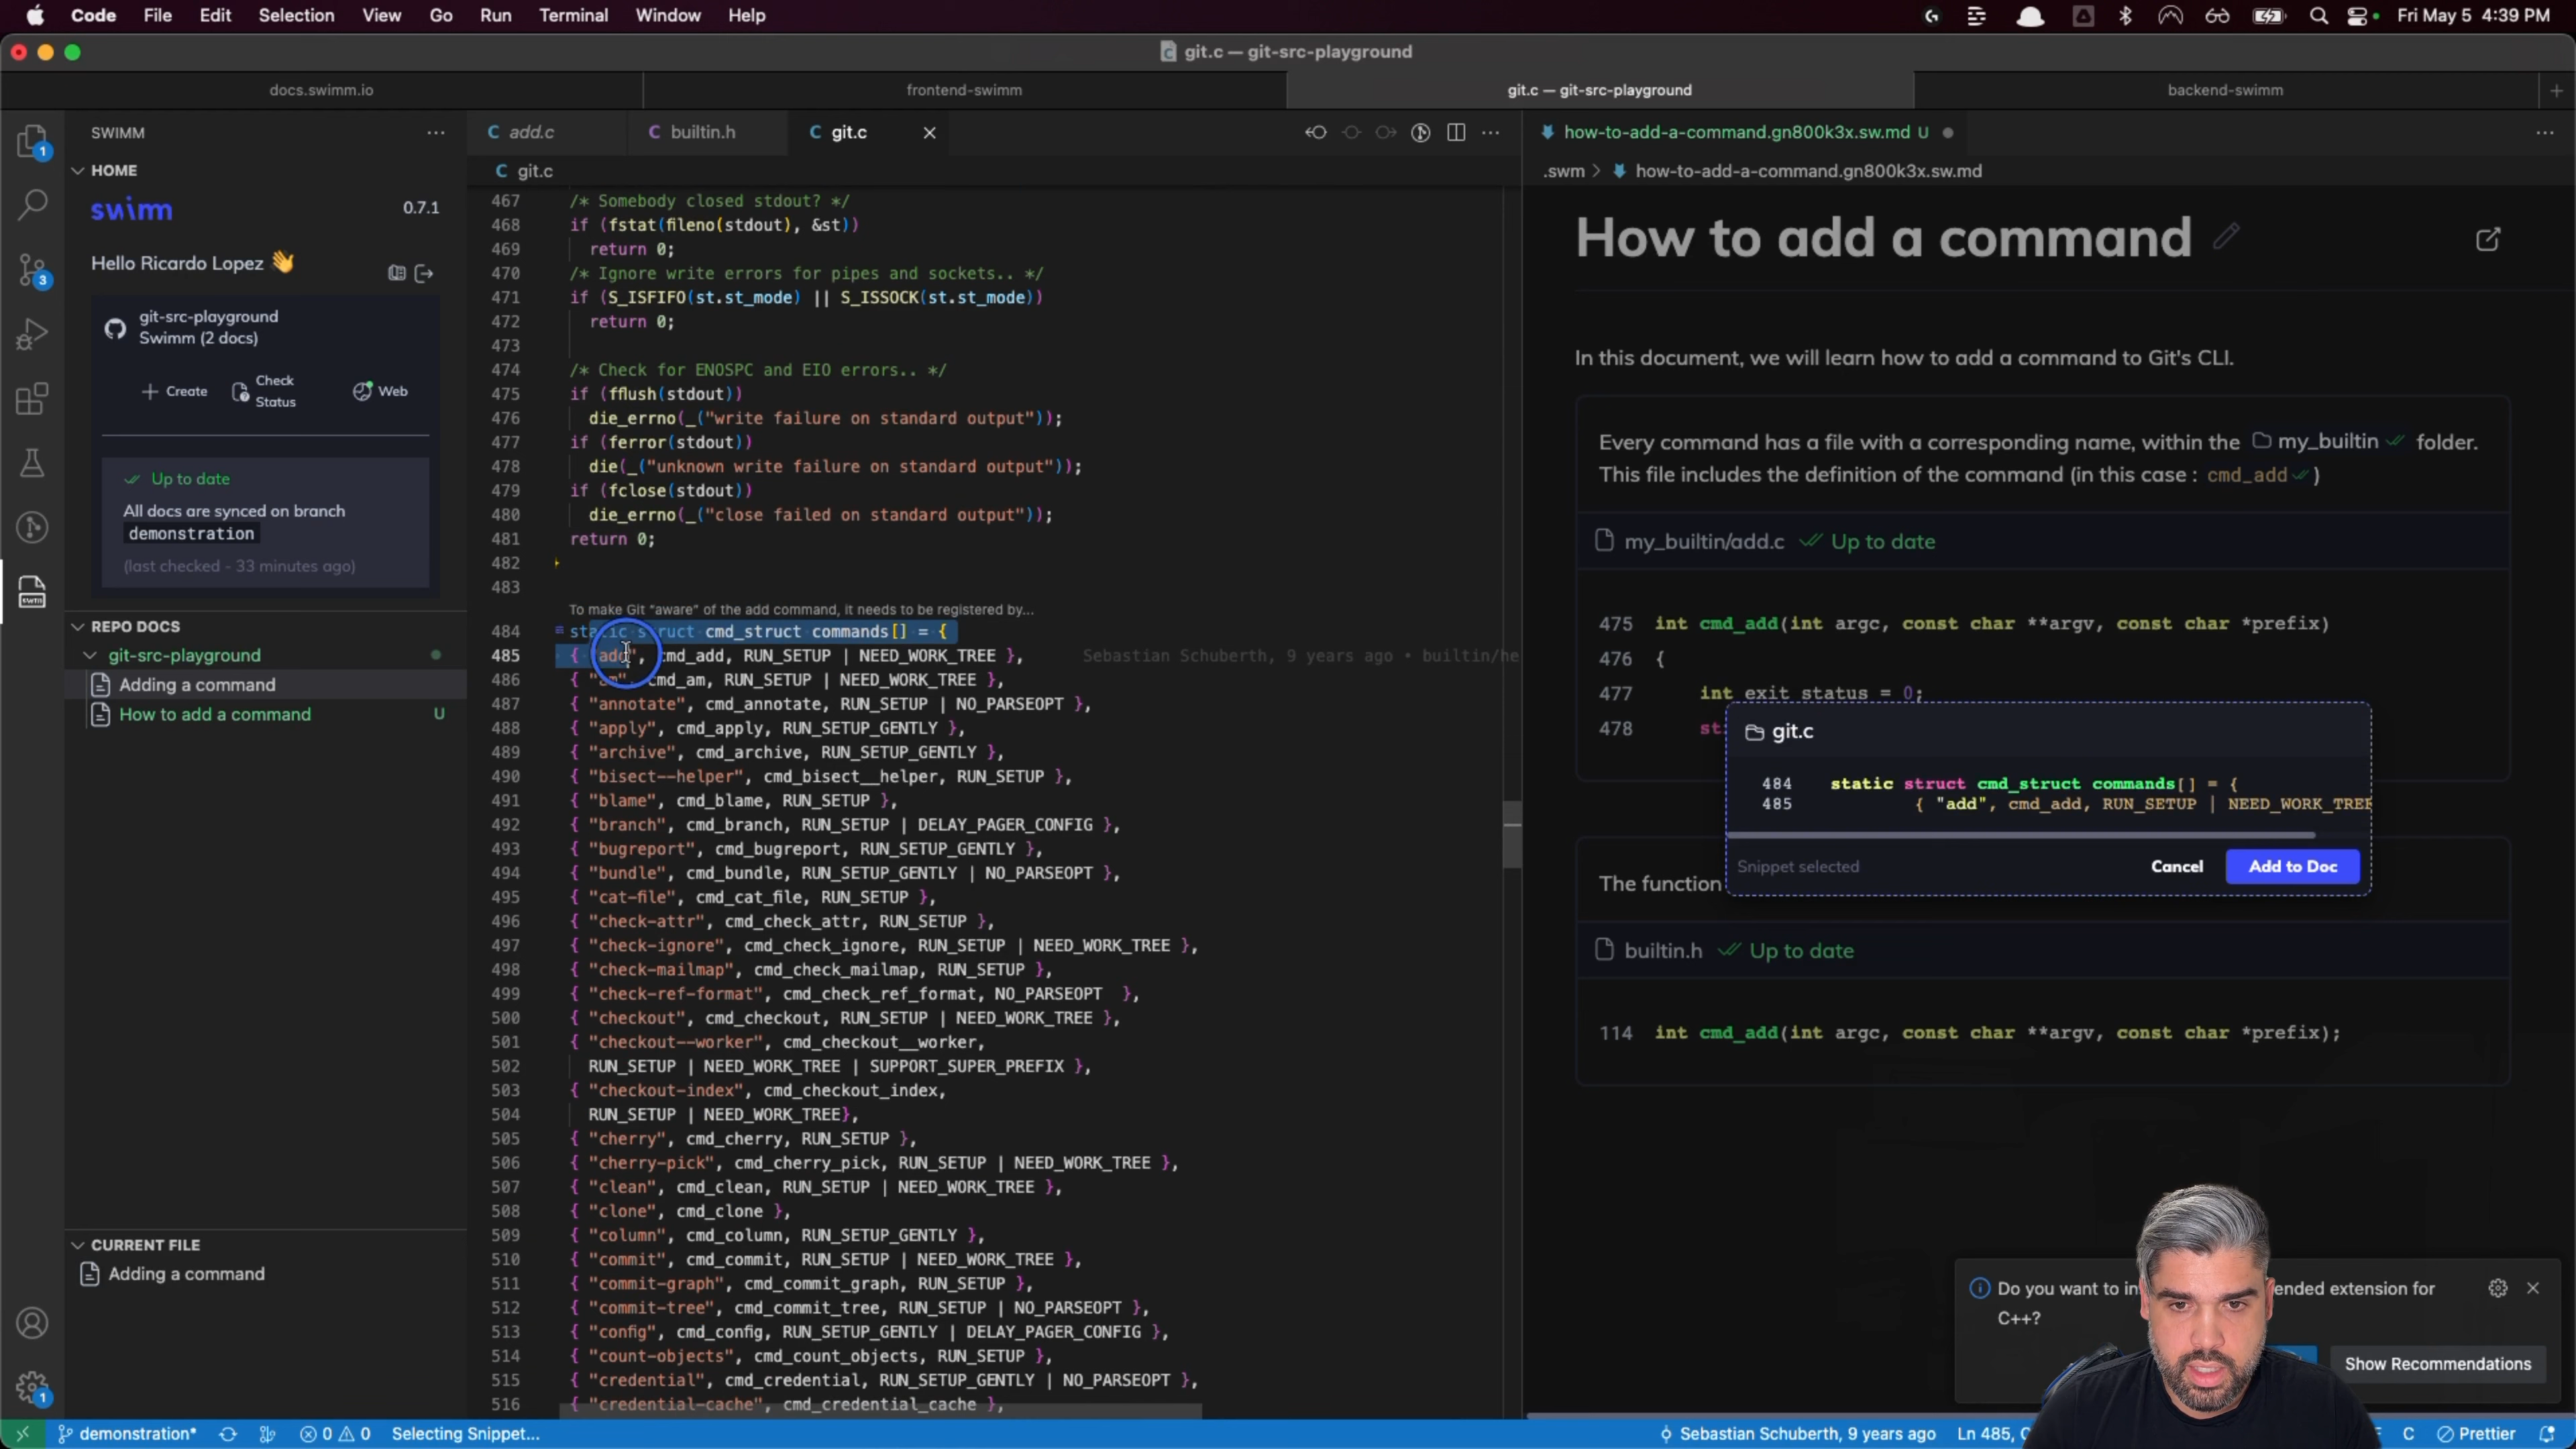 Code File Edit Selection View Go Run Terminal Window Help
Fri May 5 4:39 PM
git.c — git-src-playground
docs.swimm.io
frontend-swimm
git.c — git-src-playground
backend-swimm
SWIMM
HOME
swimm
0.7.1
Hello Ricardo Lopez 👋
git-src-playground
Swimm (2 docs)
Create
Check
Status
Web
Up to date
All docs are synced on branch
demonstration
(last checked - 33 minutes ago)
REPO DOCS
git-src-playground
Adding a command
How to add a command U
CURRENT FILE
Adding a command
1
3
swm
1
C add.c
C builtin.h
C git.c
C git.c
467 /* Somebody closed stdout? */
468 if (fstat(fileno(stdout), &st))
469 return 0;
470 /* Ignore write errors for pipes and sockets.. */
471 if (S_ISFIFO(st.st_mode) || S_ISSOCK(st.st_mode))
472 return 0;
473
474 /* Check for ENOSPC and EIO errors.. */
475 if (fflush(stdout))
476 die_errno(_("write failure on standard output"));
477 if (ferror(stdout))
478 die(_("unknown write failure on standard output"));
479 if (fclose(stdout))
480 die_errno(_("close failed on standard output"));
481 return 0;
482 }
483
To make Git "aware" of the add command, it needs to be registered by...
484 static struct cmd_struct commands[] = {
485 { "add", cmd_add, RUN_SETUP | NEED_WORK_TREE }, Sebastian Schuberth, 9 years ago • builtin/he
486 { "am", cmd_am, RUN_SETUP | NEED_WORK_TREE },
487 { "annotate", cmd_annotate, RUN_SETUP | NO_PARSEOPT },
488 { "apply", cmd_apply, RUN_SETUP_GENTLY },
489 { "archive", cmd_archive, RUN_SETUP_GENTLY },
490 { "bisect--helper", cmd_bisect__helper, RUN_SETUP },
491 { "blame", cmd_blame, RUN_SETUP },
492 { "branch", cmd_branch, RUN_SETUP | DELAY_PAGER_CONFIG },
493 { "bugreport", cmd_bugreport, RUN_SETUP_GENTLY },
494 { "bundle", cmd_bundle, RUN_SETUP_GENTLY | NO_PARSEOPT },
495 { "cat-file", cmd_cat_file, RUN_SETUP },
496 { "check-attr", cmd_check_attr, RUN_SETUP },
497 { "check-ignore", cmd_check_ignore, RUN_SETUP | NEED_WORK_TREE },
498 { "check-mailmap", cmd_check_mailmap, RUN_SETUP },
499 { "check-ref-format", cmd_check_ref_format, NO_PARSEOPT },
500 { "checkout", cmd_checkout, RUN_SETUP | NEED_WORK_TREE },
501 { "checkout--worker", cmd_checkout__worker,
502 RUN_SETUP | NEED_WORK_TREE | SUPPORT_SUPER_PREFIX },
503 { "checkout-index", cmd_checkout_index,
504 RUN_SETUP | NEED_WORK_TREE},
505 { "cherry", cmd_cherry, RUN_SETUP },
506 { "cherry-pick", cmd_cherry_pick, RUN_SETUP | NEED_WORK_TREE },
507 { "clean", cmd_clean, RUN_SETUP | NEED_WORK_TREE },
508 { "clone", cmd_clone },
509 { "column", cmd_column, RUN_SETUP_GENTLY },
510 { "commit", cmd_commit, RUN_SETUP | NEED_WORK_TREE },
511 { "commit-graph", cmd_commit_graph, RUN_SETUP },
512 { "commit-tree", cmd_commit_tree, RUN_SETUP | NO_PARSEOPT },
513 { "config", cmd_config, RUN_SETUP_GENTLY | DELAY_PAGER_CONFIG },
514 { "count-objects", cmd_count_objects, RUN_SETUP },
515 { "credential", cmd_credential, RUN_SETUP_GENTLY | NO_PARSEOPT },
516 { "credential-cache", cmd_credential_cache },
how-to-add-a-command.gn800k3x.sw.md U
.swm > how-to-add-a-command.gn800k3x.sw.md
How to add a command
In this document, we will learn how to add a command to Git's CLI.
Every command has a file with a corresponding name, within the my_builtin folder.
This file includes the definition of the command (in this case : cmd_add )
my_builtin/add.c Up to date
475 int cmd_add(int argc, const char **argv, const char *prefix)
476 {
477 int exit_status = 0;
478 st
git.c
484 static struct cmd_struct commands[] = {
485 { "add", cmd_add, RUN_SETUP | NEED_WORK_TREE
Snippet selected
Cancel
Add to Doc
The function
builtin.h Up to date
114 int cmd_add(int argc, const char **argv, const char *prefix);
Do you want to in ended extension for
C++?
Show Recommendations
demonstration* 0 0 Selecting Snippet... Sebastian Schuberth, 9 years ago Ln 485, C Prettier